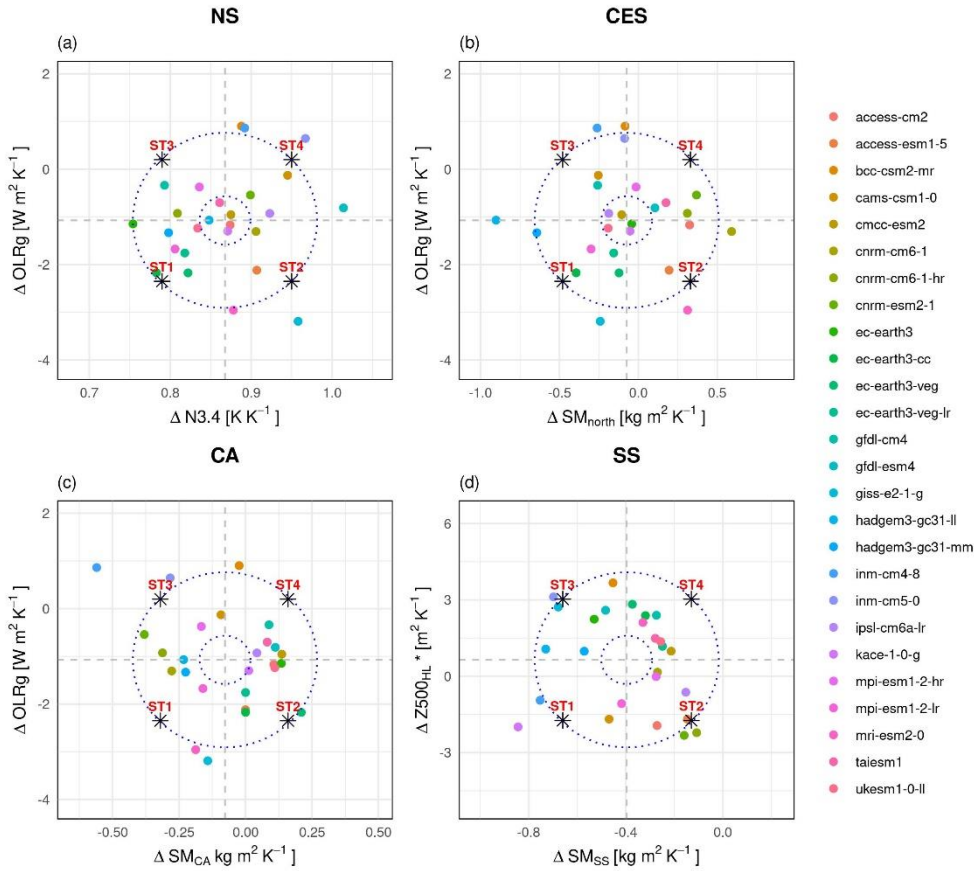 NS
CES
(a)
(b)
2
0
-2
-4
Δ OLRg [W m² K⁻¹]
ST3
ST4
ST1
ST2
0.7
0.8
0.9
1.0
Δ N3.4 [K K⁻¹]
2
0
-2
-4
Δ OLRg [W m² K⁻¹]
ST3
ST4
ST1
ST2
-1.0
-0.5
0.0
0.5
Δ SMnorth [kg m² K⁻¹]
CA
SS
(c)
(d)
2
0
-2
-4
Δ OLRg [W m² K⁻¹]
ST3
ST4
ST1
ST2
-0.50
-0.25
0.00
0.25
0.50
Δ SMCA kg m² K⁻¹]
6
3
0
-3
Δ Z500HL * [m² K⁻¹]
ST3
ST4
ST1
ST2
-0.8
-0.4
0.0
Δ SMSS [kg m² K⁻¹]
access-cm2
access-esm1-5
bcc-csm2-mr
cams-csm1-0
cmcc-esm2
cnrm-cm6-1
cnrm-cm6-1-hr
cnrm-esm2-1
ec-earth3
ec-earth3-cc
ec-earth3-veg
ec-earth3-veg-lr
gfdl-cm4
gfdl-esm4
giss-e2-1-g
hadgem3-gc31-ll
hadgem3-gc31-mm
inm-cm4-8
inm-cm5-0
ipsl-cm6a-lr
kace-1-0-g
mpi-esm1-2-hr
mpi-esm1-2-lr
mri-esm2-0
taiesm1
ukesm1-0-ll